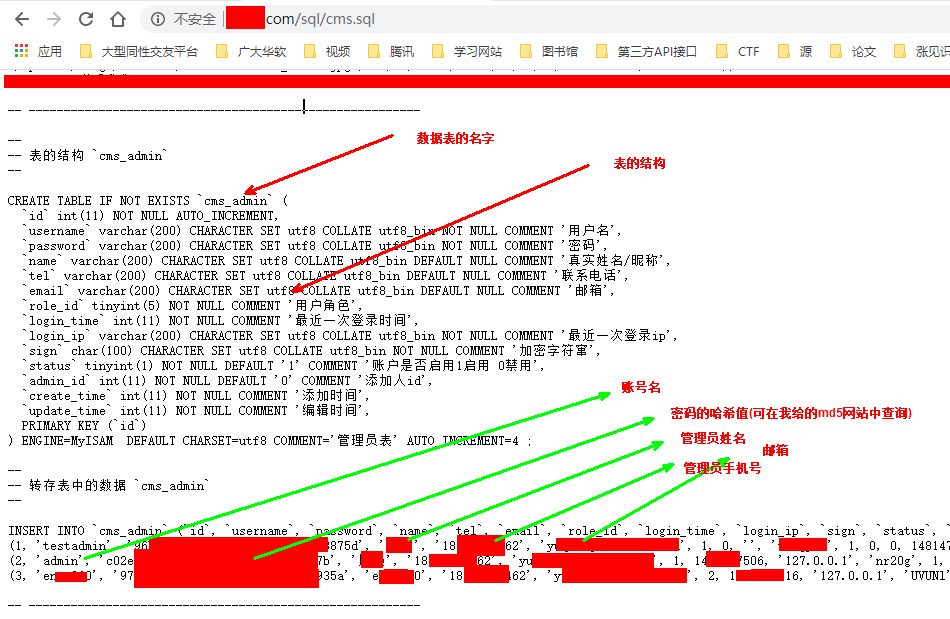 不安全 com/sql/cms.sql
应用 大型同性交友平台 广大华软 视频 腾讯 学习网站 图书馆 第三方API接口 CTF 源 论文 涨见识
-- --------------------------------------------------------
--
数据表的名字
-- 表的结构 `cms_admin`
表的结构
--
CREATE TABLE IF NOT EXISTS `cms_admin` (
`id` int(11) NOT NULL AUTO_INCREMENT,
`username` varchar(200) CHARACTER SET utf8 COLLATE utf8_bin NOT NULL COMMENT '用户名',
`password` varchar(200) CHARACTER SET utf8 COLLATE utf8_bin NOT NULL COMMENT '密码',
`name` varchar(200) CHARACTER SET utf8 COLLATE utf8_bin DEFAULT NULL COMMENT '真实姓名/昵称',
`tel` varchar(200) CHARACTER SET utf8 COLLATE utf8_bin DEFAULT NULL COMMENT '联系电话',
`email` varchar(200) CHARACTER SET utf8 COLLATE utf8_bin DEFAULT NULL COMMENT '邮箱',
`role_id` tinyint(5) NOT NULL COMMENT '用户角色',
`login_time` int(11) NOT NULL COMMENT '最近一次登录时间',
`login_ip` varchar(200) CHARACTER SET utf8 COLLATE utf8_bin NOT NULL COMMENT '最近一次登录ip',
`sign` char(100) CHARACTER SET utf8 COLLATE utf8_bin NOT NULL COMMENT '加密字符窜',
`status` tinyint(1) NOT NULL DEFAULT '1' COMMENT '账户是否启用1启用 0禁用',
`admin_id` int(11) NOT NULL DEFAULT '0' COMMENT '添加人id',
`create_time` int(11) NOT NULL COMMENT '添加时间',
账号名
`update_time` int(11) NOT NULL COMMENT '编辑时间',
密码的哈希值(可在我给的md5网站中查询)
PRIMARY KEY (`id`)
) ENGINE=MyISAM DEFAULT CHARSET=utf8 COMMENT='管理员表' AUTO_INCREMENT=4 ;
管理员姓名
邮箱
管理员手机号
--
-- 转存表中的数据 `cms_admin`
--
INSERT INTO `cms_admin` (`id`, `username`, `password`, `name`, `tel`, `email`, `role_id`, `login_time`, `login_ip`, `sign`, `status`,
(1, 'testadmin', '96 875d', ' ', '18 62', 'y 1, 0, '', ' ', 1, 0, 0, 148147
(2, 'admin', 'c02e 7b', ' ', '18 62', 'yu , 1, 14 7506, '127.0.0.1', 'nr20g', 1,
(3, 'er 0', '97 935a', 'e 0', '18 462', 'y , 2, 1 16, '127.0.0.1', 'UVUNl
-- --------------------------------------------------------